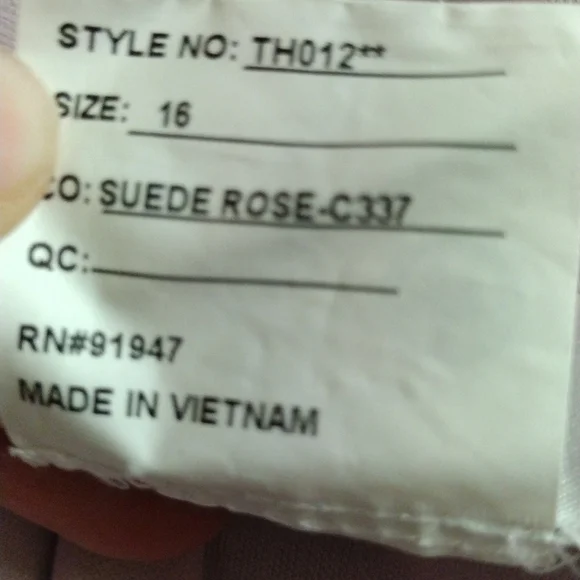 STYLE NO: TH012**
SIZE: 16
CO: SUEDE ROSE-C337
QC:
RN#91947
MADE IN VIETNAM